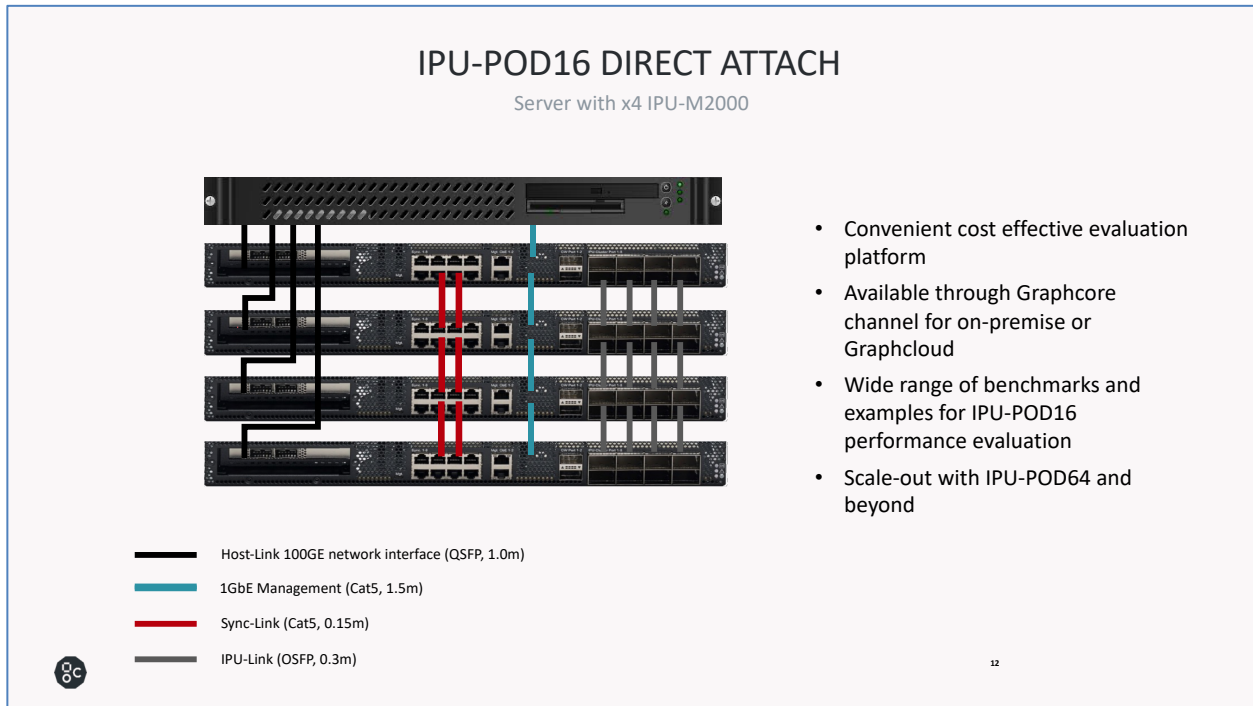 IPU-POD16 DIRECT ATTACH
Server with x4 IPU-M2000
• Convenient cost effective evaluation
platform
• Available through Graphcore
channel for on-premise or
Graphcloud
• Wide range of benchmarks and
examples for IPU-POD16
performance evaluation
• Scale-out with IPU-POD64 and
beyond
Host-Link 100GE network interface (QSFP, 1.0m)
1GbE Management (Cat5, 1.5m)
Sync-Link (Cat5, 0.15m)
IPU-Link (OSFP, 0.3m)
12